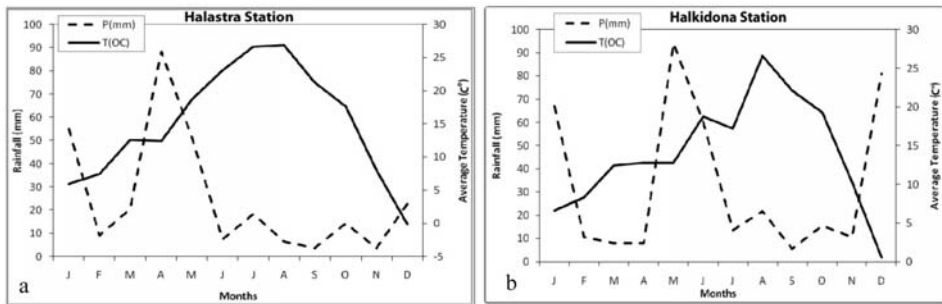 Halastra Station
P(mm)
T(OC)
100
90
80
70
60
50
40
30
20
10
0
Rainfall (mm)
30
25
20
15
10
5
0
-5
Average Temperature (C°)
J F M A M J J A S O N D
Months
a
Halkidona Station
P(mm)
T(OC)
100
90
80
70
60
50
40
30
20
10
0
Rainfall (mm)
30
25
20
15
10
5
0
Average Temperature (C°)
J F M A M J J A S O N D
Months
b